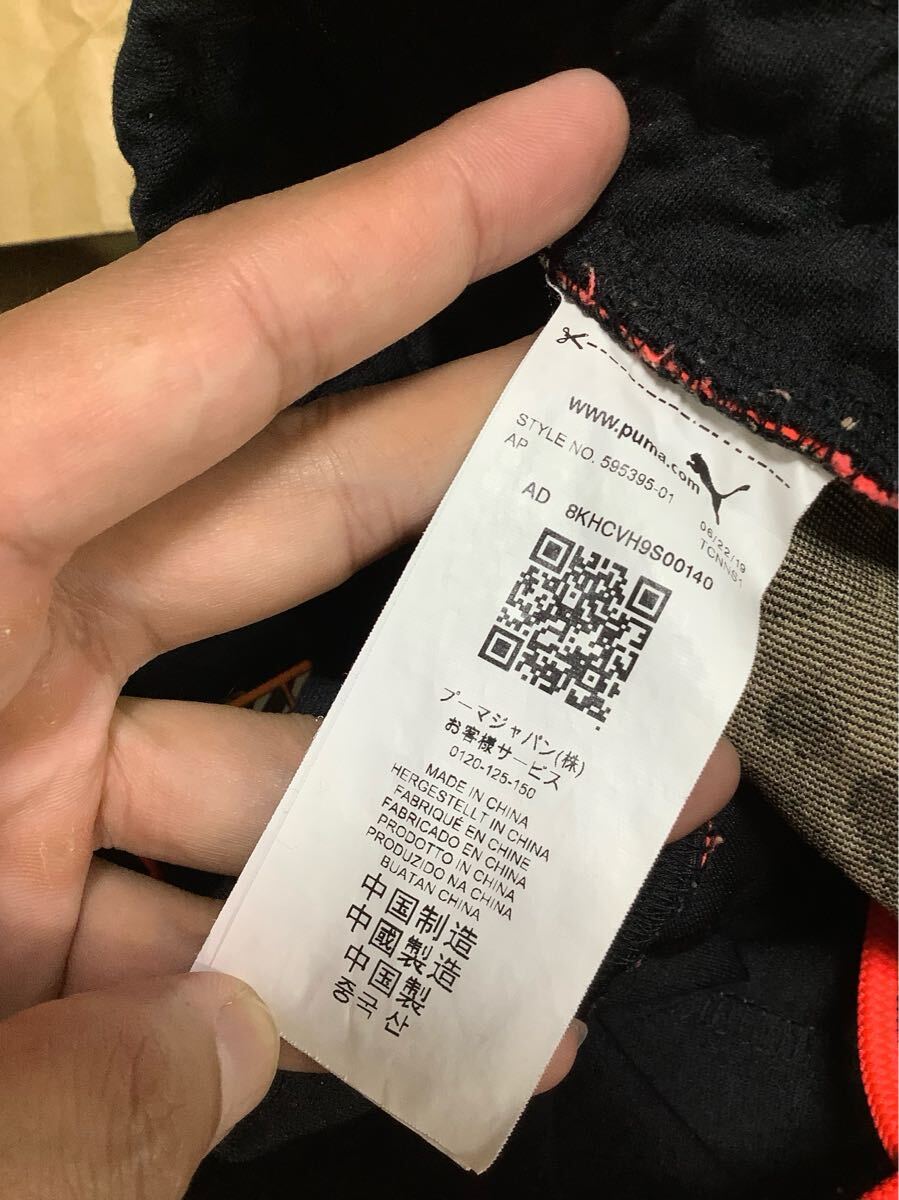 www.puma.com
STYLE NO. 595395-01
AP
06/22/19
TCNNS1
AD 8KHCVH9S00140
プーマジャパン(株)
お客様サービス
0120-125-150
MADE IN CHINA
HERGESTELLT IN CHINA
FABRIQUÉ EN CHINE
FABRICADO EN CHINA
PRODOTTO IN CHINA
PRODUZIDO NA CHINA
BUATAN CHINA
中国制造
中國製造
中国製
중국산